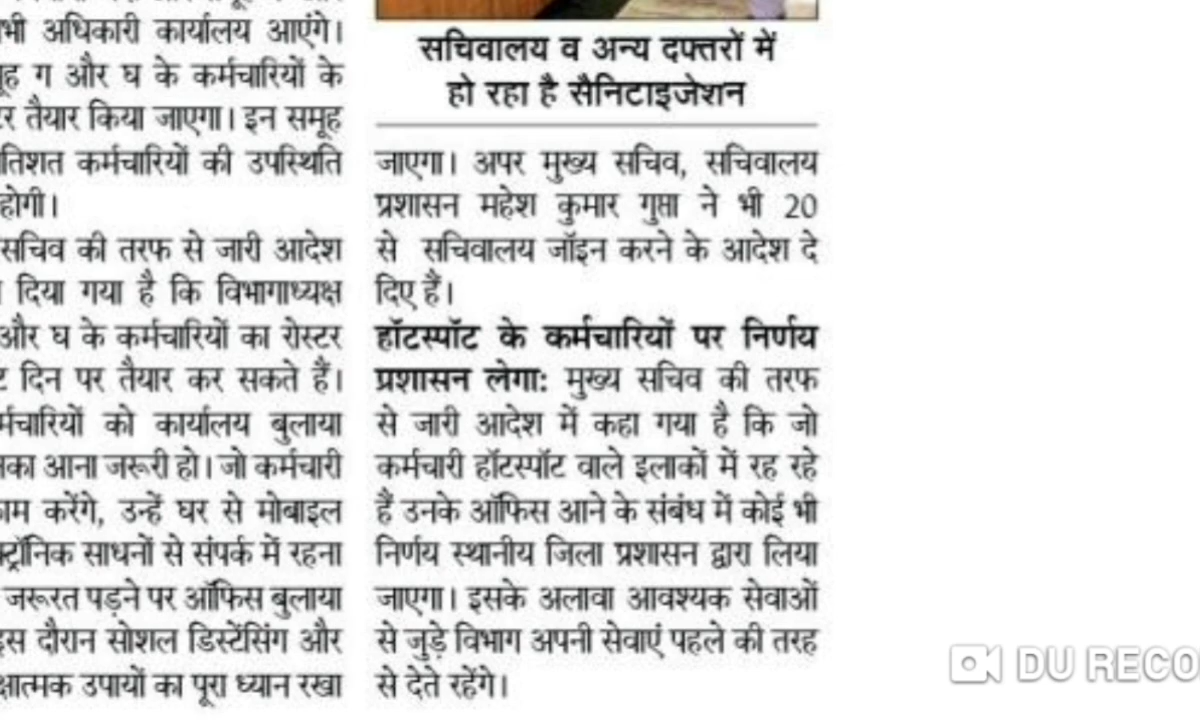 भी अधिकारी कार्यालय आएंगे।
ग और घ के कर्मचारियों के
तैयार किया जाएगा। इन समूह
कर्मचारियों की उपस्थिति
होगी।
सचिव की तरफ से जारी आदेश
दिया गया है कि विभागाध्यक्ष
और घ के कर्मचारियों का रोस्टर
दिन पर तैयार कर सकते हैं।
को कार्यालय बुलाया
आना जरूरी हो। जो कर्मचारी
करेंगे, उन्हें घर से मोबाइल
साधनों से संपर्क में रहना
जरूरत पड़ने पर ऑफिस बुलाया
दौरान सोशल डिस्टेंसिंग और
उपायों का पूरा ध्यान रखा
सचिवालय व अन्य दफ्तरों में
हो रहा है सैनिटाइजेशन
जाएगा। अपर मुख्य सचिव, सचिवालय
प्रशासन महेश कुमार गुप्ता ने भी 20
से सचिवालय जॉइन करने के आदेश दे
दिए हैं।
हॉटस्पॉट के कर्मचारियों पर निर्णय
प्रशासन लेगा: मुख्य सचिव की तरफ
से जारी आदेश में कहा गया है कि जो
कर्मचारी हॉटस्पॉट वाले इलाकों में रह रहे
हैं उनके ऑफिस आने के संबंध में कोई भी
निर्णय स्थानीय जिला प्रशासन द्वारा लिया
जाएगा। इसके अलावा आवश्यक सेवाओं
से जुड़े विभाग अपनी सेवाएं पहले की तरह
से देते रहेंगे।
DU RECO